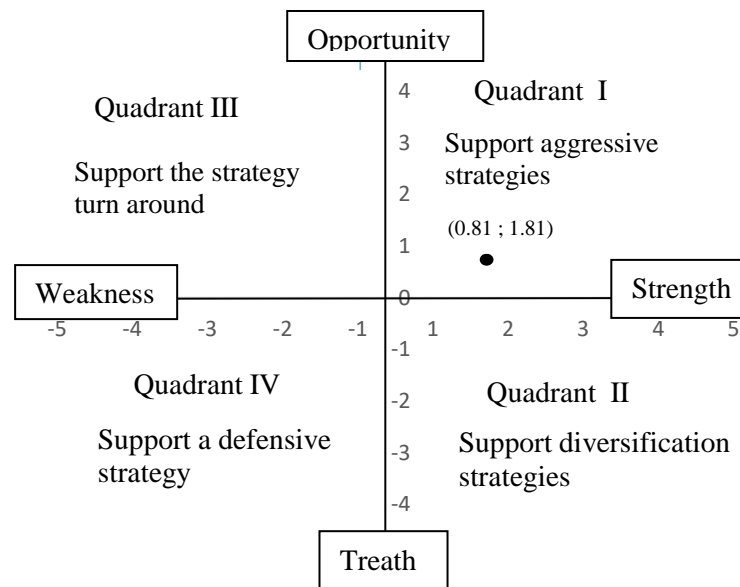 Opportunity
Quadrant III
Quadrant I
Support the strategy
turn around
Support aggressive
strategies
(0.81 ; 1.81)
4
3
2
1
0
Weakness
Strength
-5 -4 -3 -2 -1 1 2 3 4 5
-1
-2
-3
-4
Quadrant IV
Quadrant II
Support a defensive
strategy
Support diversification
strategies
Treath